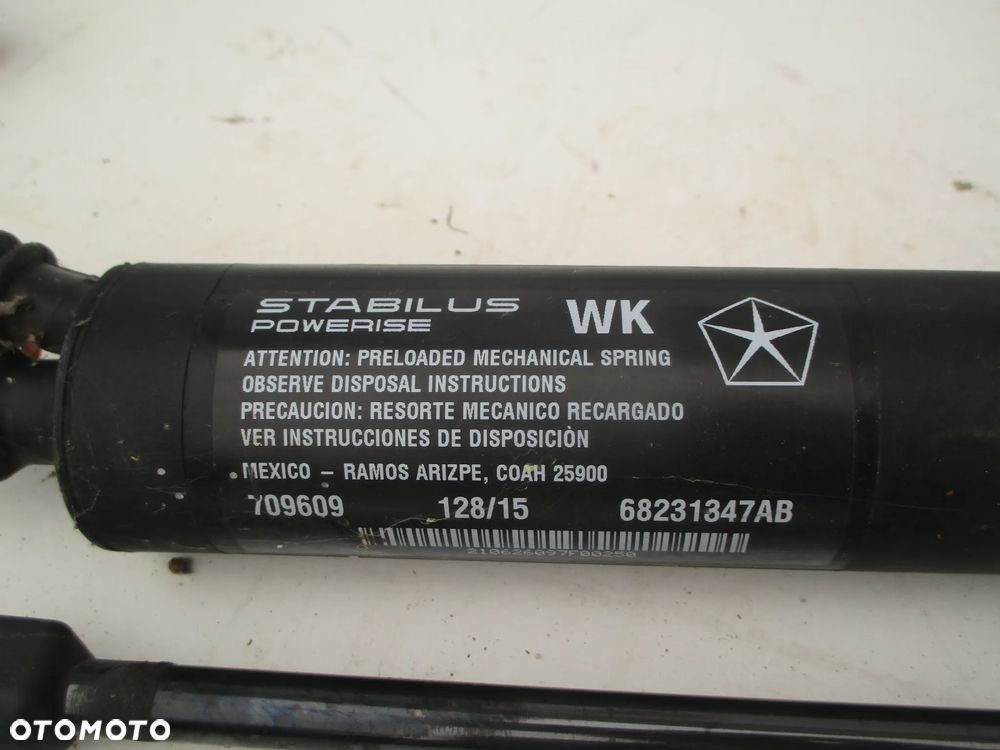 STABILUS
POWERISE
WK
ATTENTION: PRELOADED MECHANICAL SPRING
OBSERVE DISPOSAL INSTRUCTIONS
PRECAUCION: RESORTE MECANICO RECARGADO
VER INSTRUCCIONES DE DISPOSICIÒN
MEXICO – RAMOS ARIZPE, COAH 25900
709609 128/15 68231347AB
210626097F00250
OTOMOTO